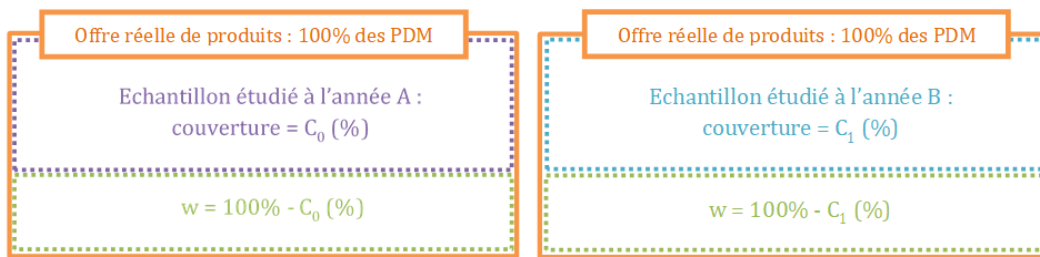 Offre réelle de produits : 100% des PDM
Echantillon étudié à l'année A :
couverture = C₀ (%)
w = 100% - C₀ (%)
Offre réelle de produits : 100% des PDM
Echantillon étudié à l'année B :
couverture = C₁ (%)
w = 100% - C₁ (%)